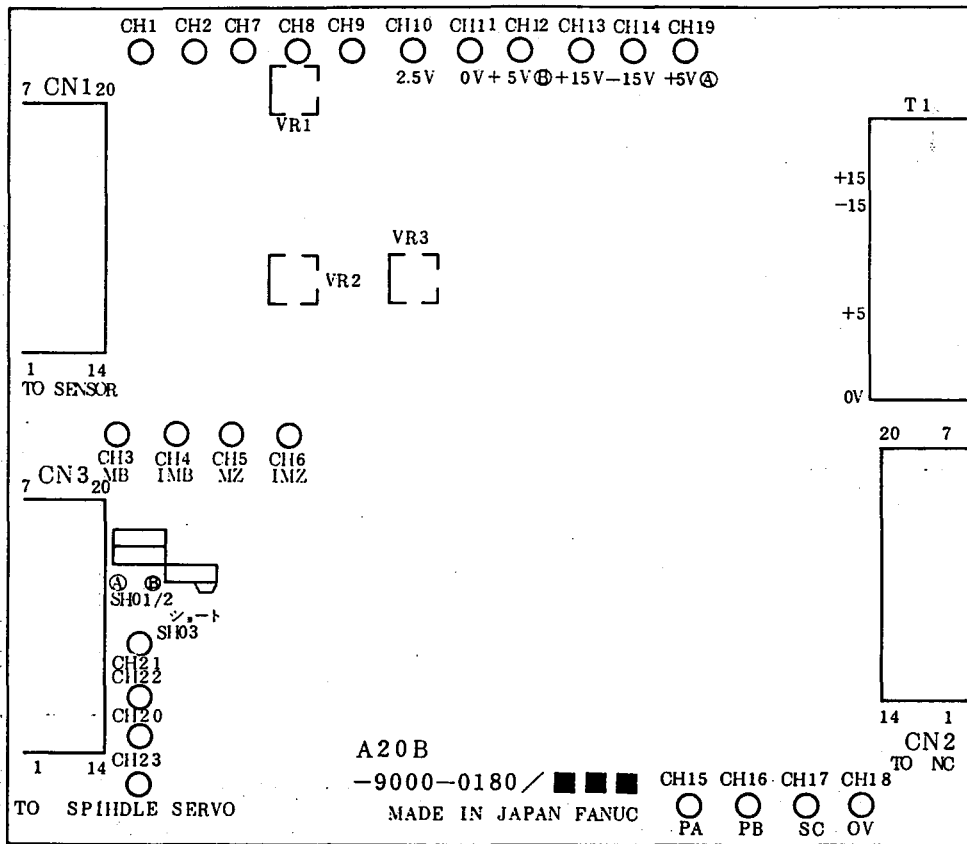 CH1 CH2 CH7 CH8 CH9 CH10 CH11 CH12 CH13 CH14 CH19
2.5V 0V +5VⒷ +15V -15V +5VⒶ
7 CN1 20
VR1
T1
+15
-15
VR3
VR2
+5
1 14
TO SENSOR
0V
20 7
CH3 CH4 CH5 CH6
MB IMB MZ IMZ
7 CN3 20
Ⓐ Ⓑ
SH01/2
ショート
SH03
CH21
CH22
CH20
CH23
14 1
CN2
TO NC
1 14
TO SPIHDLE SERVO
A20B
-9000-0180/■■■
MADE IN JAPAN FANUC
CH15 CH16 CH17 CH18
PA PB SC OV